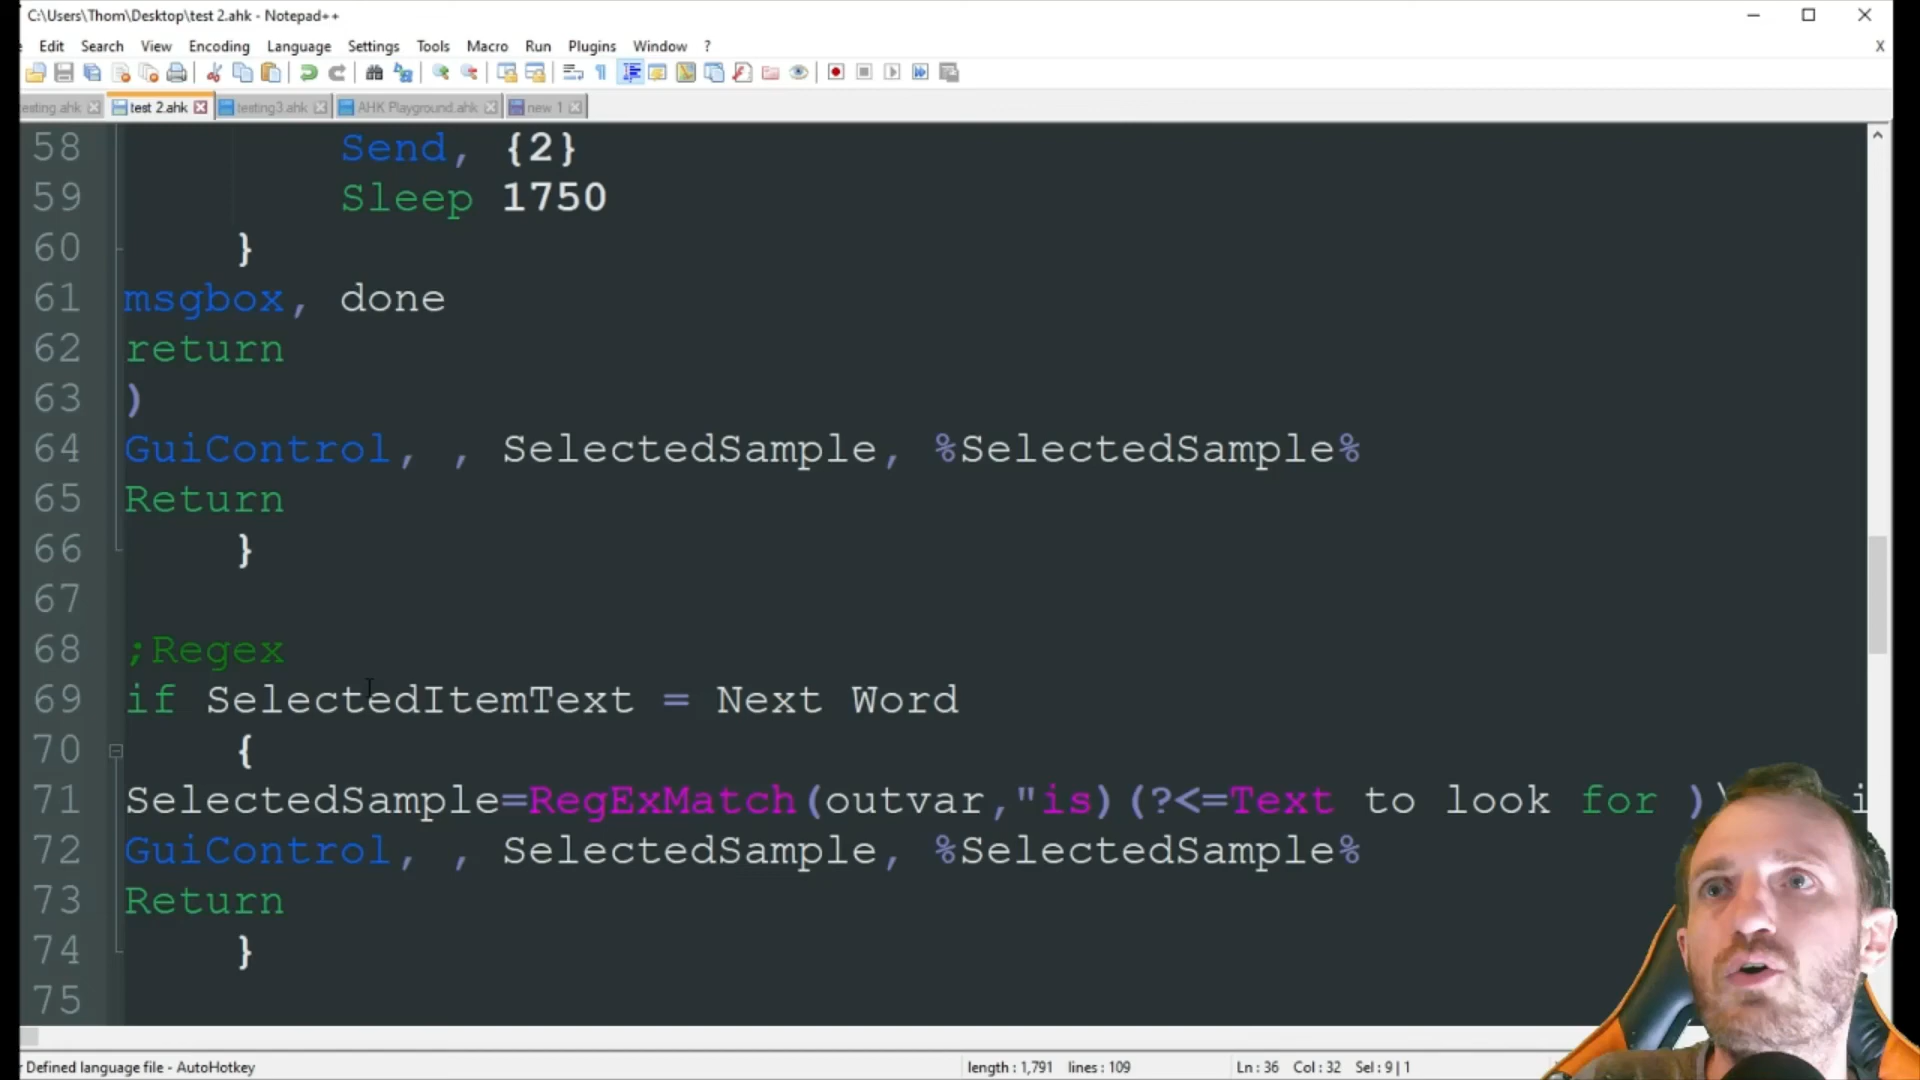 C:\Users\Thom\Desktop\test 2.ahk - Notepad++
Edit Search View Encoding Language Settings Tools Macro Run Plugins Window ? X
esting.ahk test 2.ahk testing3.ahk AHK Playground.ahk new 1
58 Send, {2}
59 Sleep 1750
60 }
61 msgbox, done
62 return
63 )
64 GuiControl, , SelectedSample, %SelectedSample%
65 Return
66 }
67
68 ;Regex
69 if SelectedItemText = Next Word
70 {
71 SelectedSample=RegExMatch(outvar,"is)(?<=Text to look for )\
72 GuiControl, , SelectedSample, %SelectedSample%
73 Return
74 }
75
Defined language file - AutoHotkey length : 1,791 lines : 109 Ln : 36 Col : 32 Sel : 9 | 1